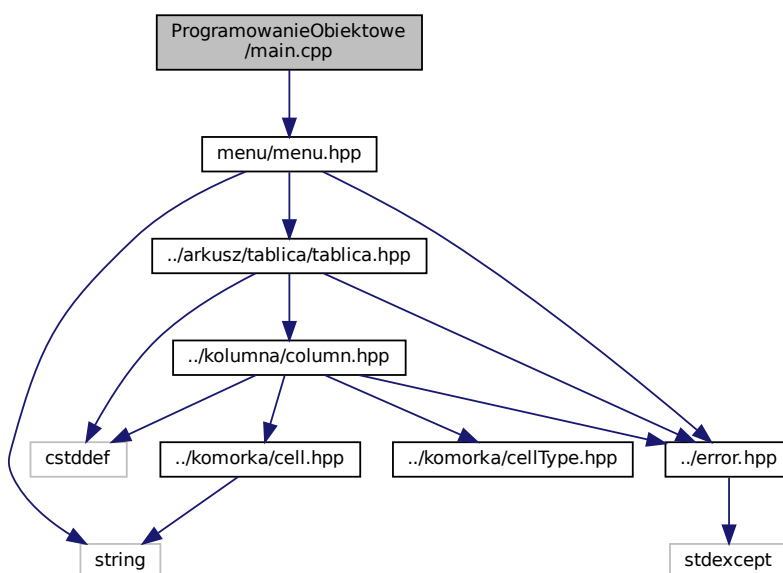 ProgramowanieObiektowe
/main.cpp
menu/menu.hpp
../arkusz/tablica/tablica.hpp
../kolumna/column.hpp
cstddef
../komorka/cell.hpp
../komorka/cellType.hpp
../error.hpp
string
stdexcept